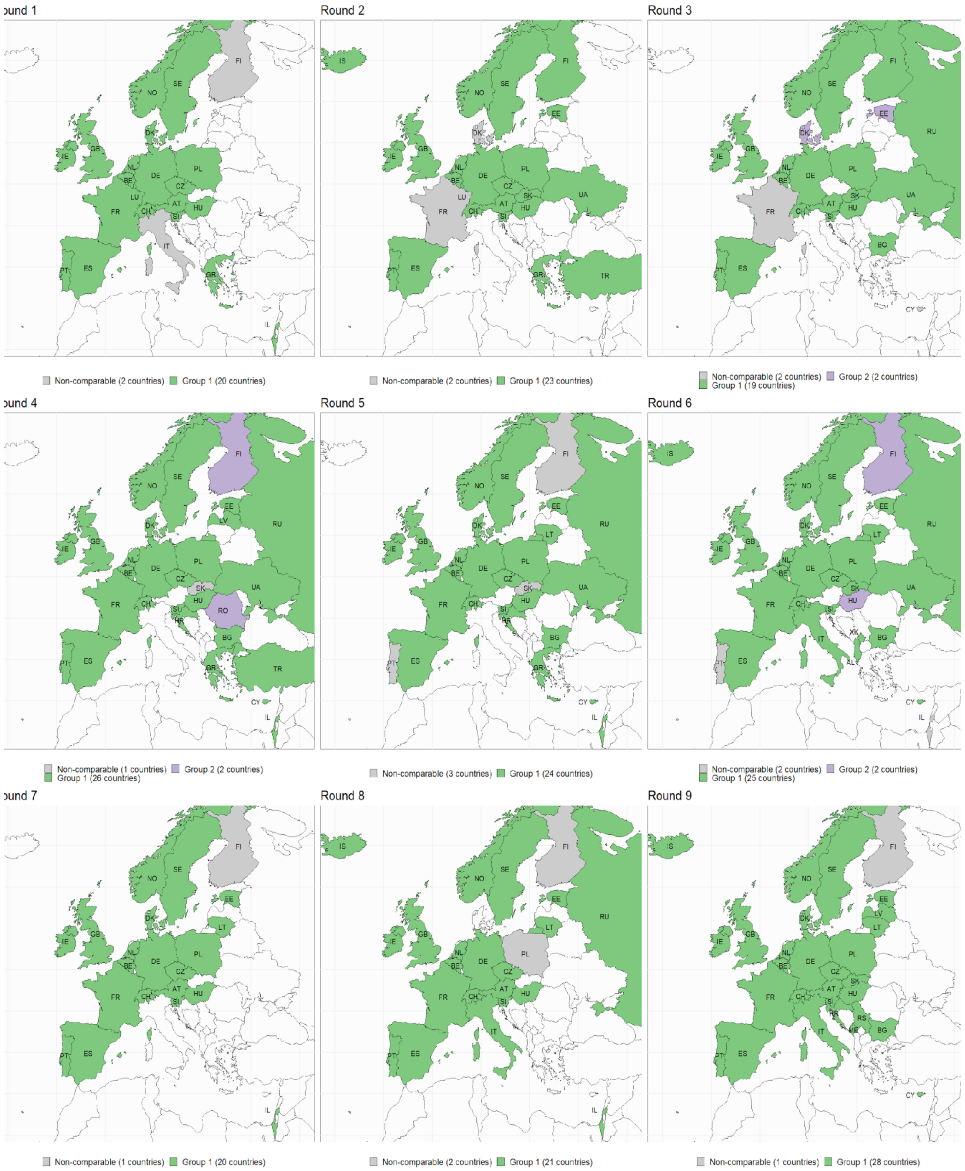 ound 1
FI
NO
SE
DK
IE
GB
NL
BE
DE
PL
LU
CZ
FR
CH
AT
HU
SI
IT
PT
ES
GR
IL
Non-comparable (2 countries) Group 1 (20 countries)
Round 2
IS
FI
NO
SE
EE
DK
IE
GB
NL
BE
DE
PL
LU
CZ
SK
UA
FR
CH
AT
HU
SI
PT
ES
GR
TR
Non-comparable (2 countries) Group 1 (23 countries)
Round 3
FI
NO
SE
EE
DK
RU
IE
GB
NL
BE
DE
PL
SK
UA
FR
CH
AT
HU
SI
BG
PT
ES
CY
Non-comparable (2 countries) Group 2 (2 countries)
Group 1 (19 countries)
ound 4
FI
NO
SE
EE
LV
DK
RU
IE
GB
NL
BE
DE
PL
CZ
SK
UA
FR
CH
HU
SI
HR
RO
BG
PT
ES
GR
TR
CY
IL
Non-comparable (1 countries) Group 2 (2 countries)
Group 1 (26 countries)
Round 5
FI
NO
SE
EE
DK
LT
RU
IE
GB
NL
BE
DE
PL
CZ
SK
UA
FR
CH
HU
SI
HR
BG
PT
ES
GR
CY
IL
Non-comparable (3 countries) Group 1 (24 countries)
Round 6
IS
FI
NO
SE
EE
DK
LT
RU
IE
GB
NL
BE
DE
PL
CZ
SK
UA
FR
CH
HU
SI
IT
XK
BG
PT
ES
AL
CY
IL
Non-comparable (2 countries) Group 2 (2 countries)
Group 1 (25 countries)
ound 7
FI
NO
SE
EE
DK
LT
IE
GB
NL
BE
DE
PL
CZ
FR
CH
AT
HU
SI
PT
ES
IL
Non-comparable (1 countries) Group 1 (20 countries)
Round 8
IS
FI
NO
SE
EE
LT
RU
IE
GB
NL
BE
DE
PL
CZ
FR
CH
AT
HU
SI
IT
PT
ES
IL
Non-comparable (2 countries) Group 1 (21 countries)
Round 9
IS
FI
NO
SE
EE
LV
DK
LT
IE
GB
NL
BE
DE
PL
CZ
SK
FR
CH
AT
HU
SI
HR
RS
IT
ME
BG
PT
ES
CY
Non-comparable (1 countries) Group 1 (28 countries)